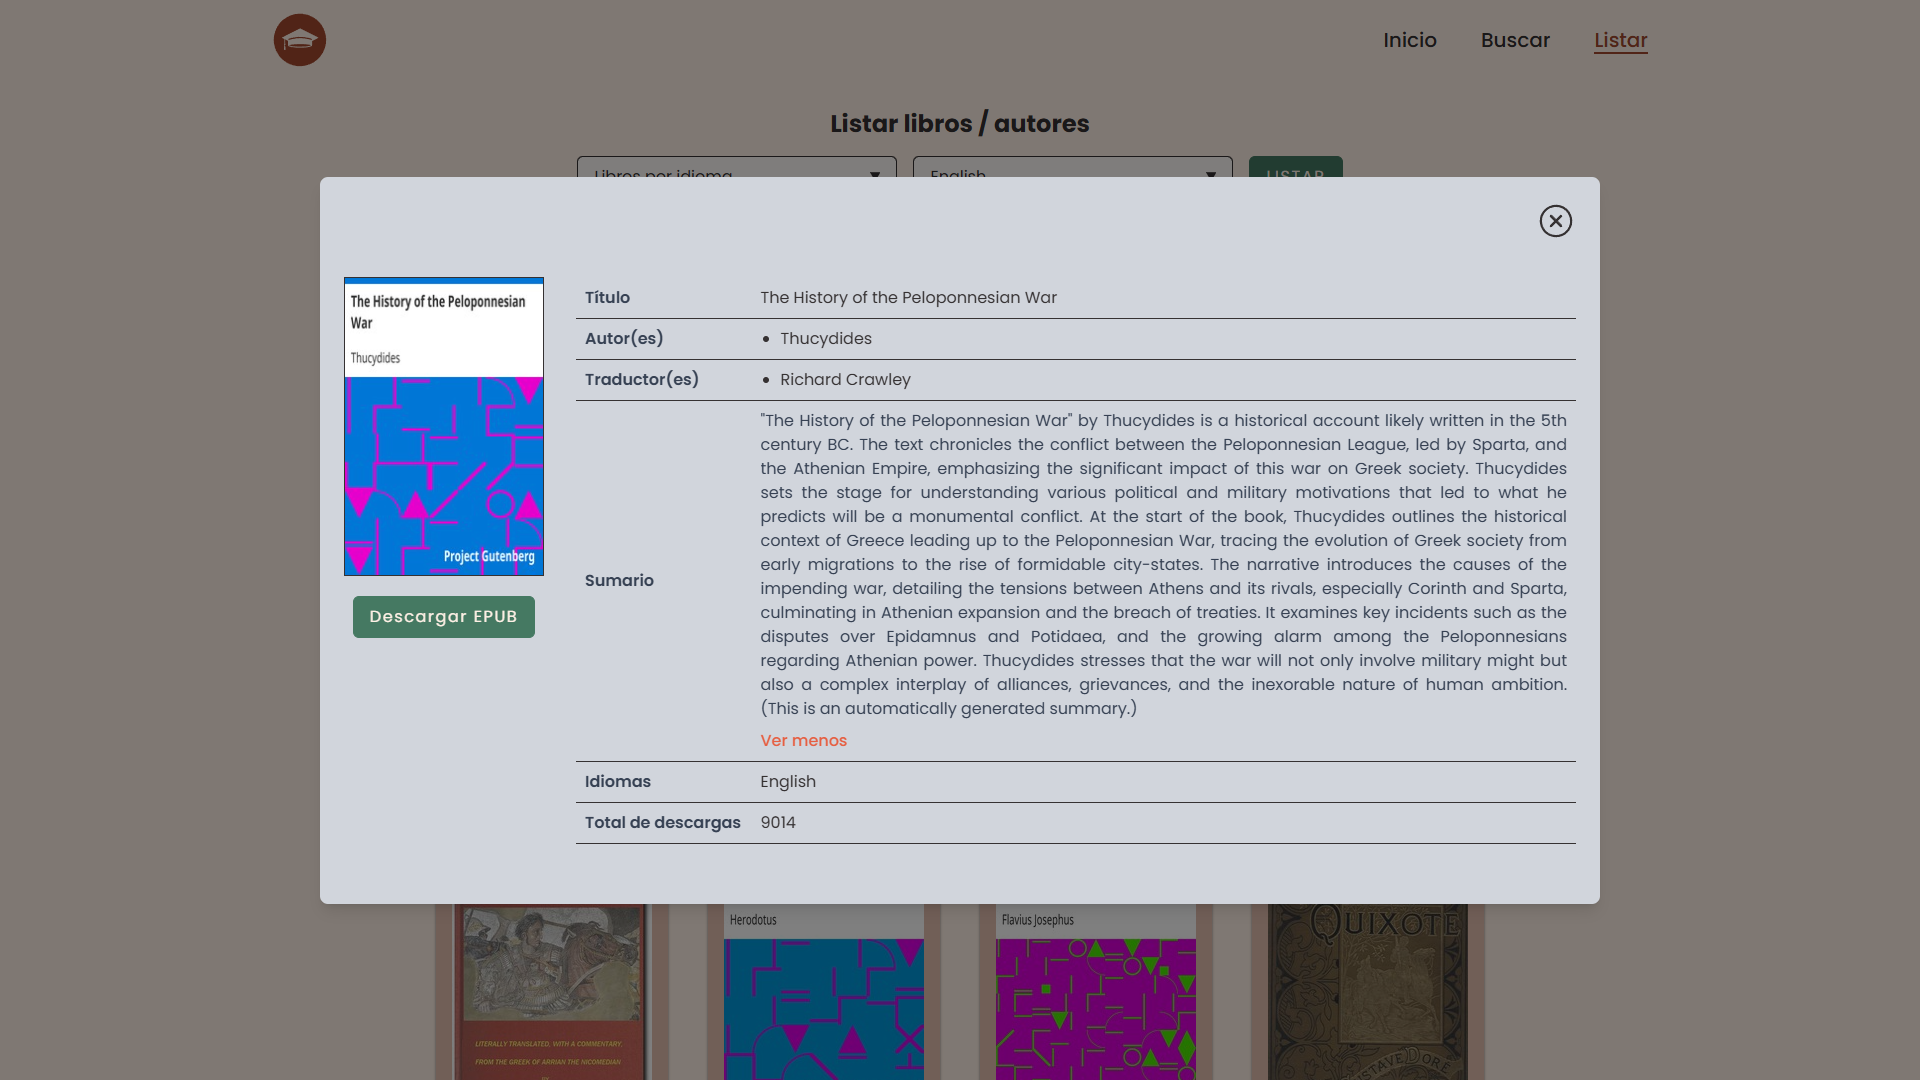 Inicio
Buscar
Listar
Listar libros / autores
Libros por idioma
English
LISTAR
The History of the Peloponnesian
War
Thucydides
Project Gutenberg
Descargar EPUB
Título The History of the Peloponnesian War
Autor(es) • Thucydides
Traductor(es) • Richard Crawley
Sumario
"The History of the Peloponnesian War" by Thucydides is a historical account likely written in the 5th
century BC. The text chronicles the conflict between the Peloponnesian League, led by Sparta, and
the Athenian Empire, emphasizing the significant impact of this war on Greek society. Thucydides
sets the stage for understanding various political and military motivations that led to what he
predicts will be a monumental conflict. At the start of the book, Thucydides outlines the historical
context of Greece leading up to the Peloponnesian War, tracing the evolution of Greek society from
early migrations to the rise of formidable city-states. The narrative introduces the causes of the
impending war, detailing the tensions between Athens and its rivals, especially Corinth and Sparta,
culminating in Athenian expansion and the breach of treaties. It examines key incidents such as the
disputes over Epidamnus and Potidaea, and the growing alarm among the Peloponnesians
regarding Athenian power. Thucydides stresses that the war will not only involve military might but
also a complex interplay of alliances, grievances, and the inexorable nature of human ambition.
(This is an automatically generated summary.)
Ver menos
Idiomas English
Total de descargas 9014
Herodotus
Flavius Josephus
QUIXOTE
LITERALLY TRANSLATED, WITH A COMMENTARY,
FROM THE GREEK OF ARRIAN THE NICOMEDIAN